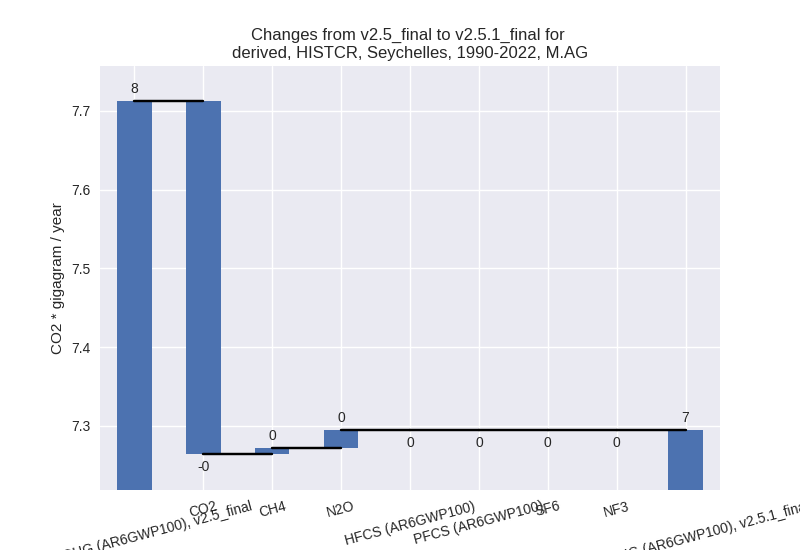 Changes from v2.5_final to v2.5.1_final for
derived, HISTCR, Seychelles, 1990-2022, M.AG
CO2 * gigagram / year
7.7
7.6
7.5
7.4
7.3
8
-0
0
0
0
0
0
0
7
(AR6GWP100), v2.5_final
CO2
CH4
N2O
HFCS (AR6GWP100)
PFCS (AR6GWP100)
SF6
NF3
(AR6GWP100), v2.5.1_fina